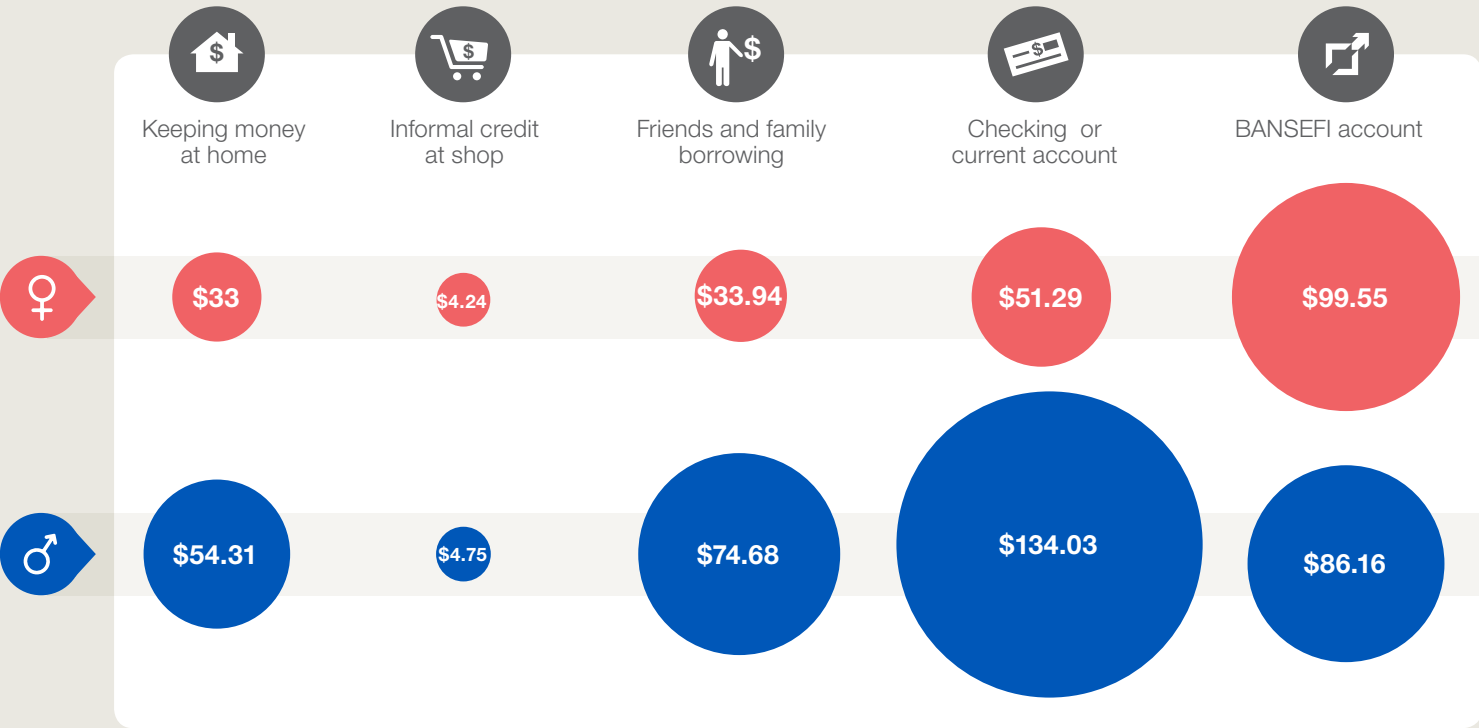 $
$
$
$
Keeping money
at home
Informal credit
at shop
Friends and family
borrowing
Checking or
current account
BANSEFI account
$33
$4.24
$33.94
$51.29
$99.55
$54.31
$4.75
$74.68
$134.03
$86.16